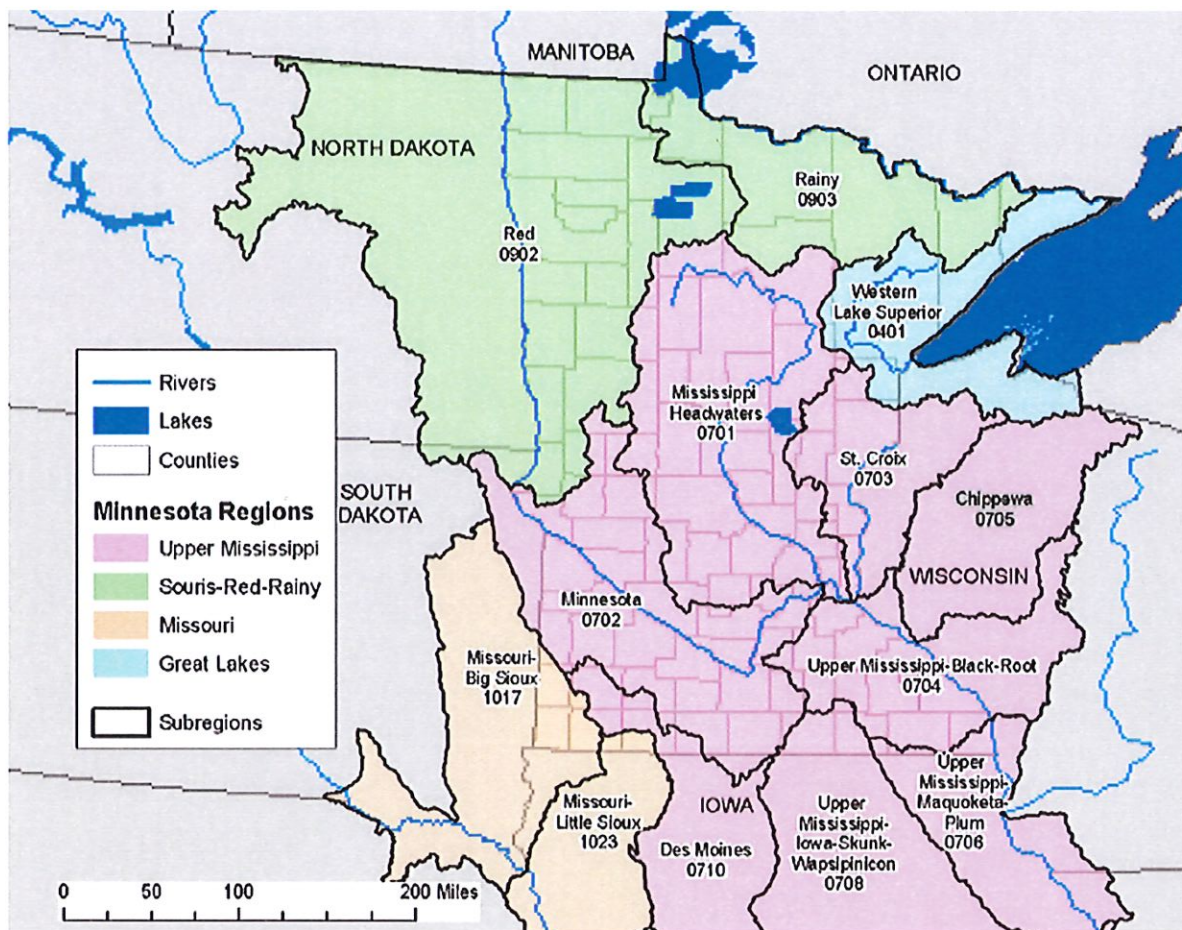 MANITOBA
ONTARIO
NORTH DAKOTA
Rainy
0903
Red
0902
Western
Lake Superior
0401
Rivers
Lakes
Counties
Minnesota Regions
Upper Mississippi
Souris-Red-Rainy
Missouri
Great Lakes
Subregions
SOUTH
DAKOTA
Mississippi
Headwaters
0701
St. Croix
0703
Chippewa
0705
WISCONSIN
Minnesota
0702
Missouri-
Big Sioux
1017
Upper Mississippi-Black-Root
0704
Missouri-
Little Sioux
1023
IOWA
Des Moines
0710
Upper
Mississippi-
Iowa-Skunk-
Wapsipinicon
0708
Upper
Mississippi-
Maquoketa-
Plum
0706
0 50 100 200 Miles